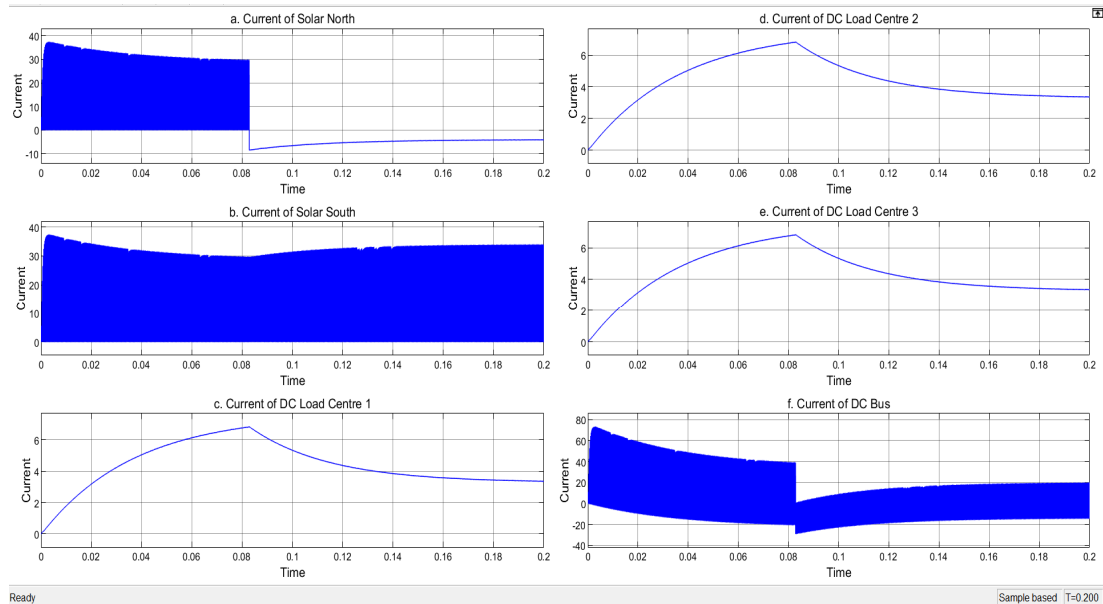 a. Current of Solar North
Current
40
30
20
10
0
-10
0 0.02 0.04 0.06 0.08 0.1 0.12 0.14 0.16 0.18 0.2
Time
b. Current of Solar South
Current
40
30
20
10
0
0 0.02 0.04 0.06 0.08 0.1 0.12 0.14 0.16 0.18 0.2
Time
c. Current of DC Load Centre 1
Current
6
4
2
0
0 0.02 0.04 0.06 0.08 0.1 0.12 0.14 0.16 0.18 0.2
Time
d. Current of DC Load Centre 2
Current
6
4
2
0
0 0.02 0.04 0.06 0.08 0.1 0.12 0.14 0.16 0.18 0.2
Time
e. Current of DC Load Centre 3
Current
6
4
2
0
0 0.02 0.04 0.06 0.08 0.1 0.12 0.14 0.16 0.18 0.2
Time
f. Current of DC Bus
Current
80
60
40
20
0
-20
-40
0 0.02 0.04 0.06 0.08 0.1 0.12 0.14 0.16 0.18 0.2
Time
Ready
Sample based T=0.200